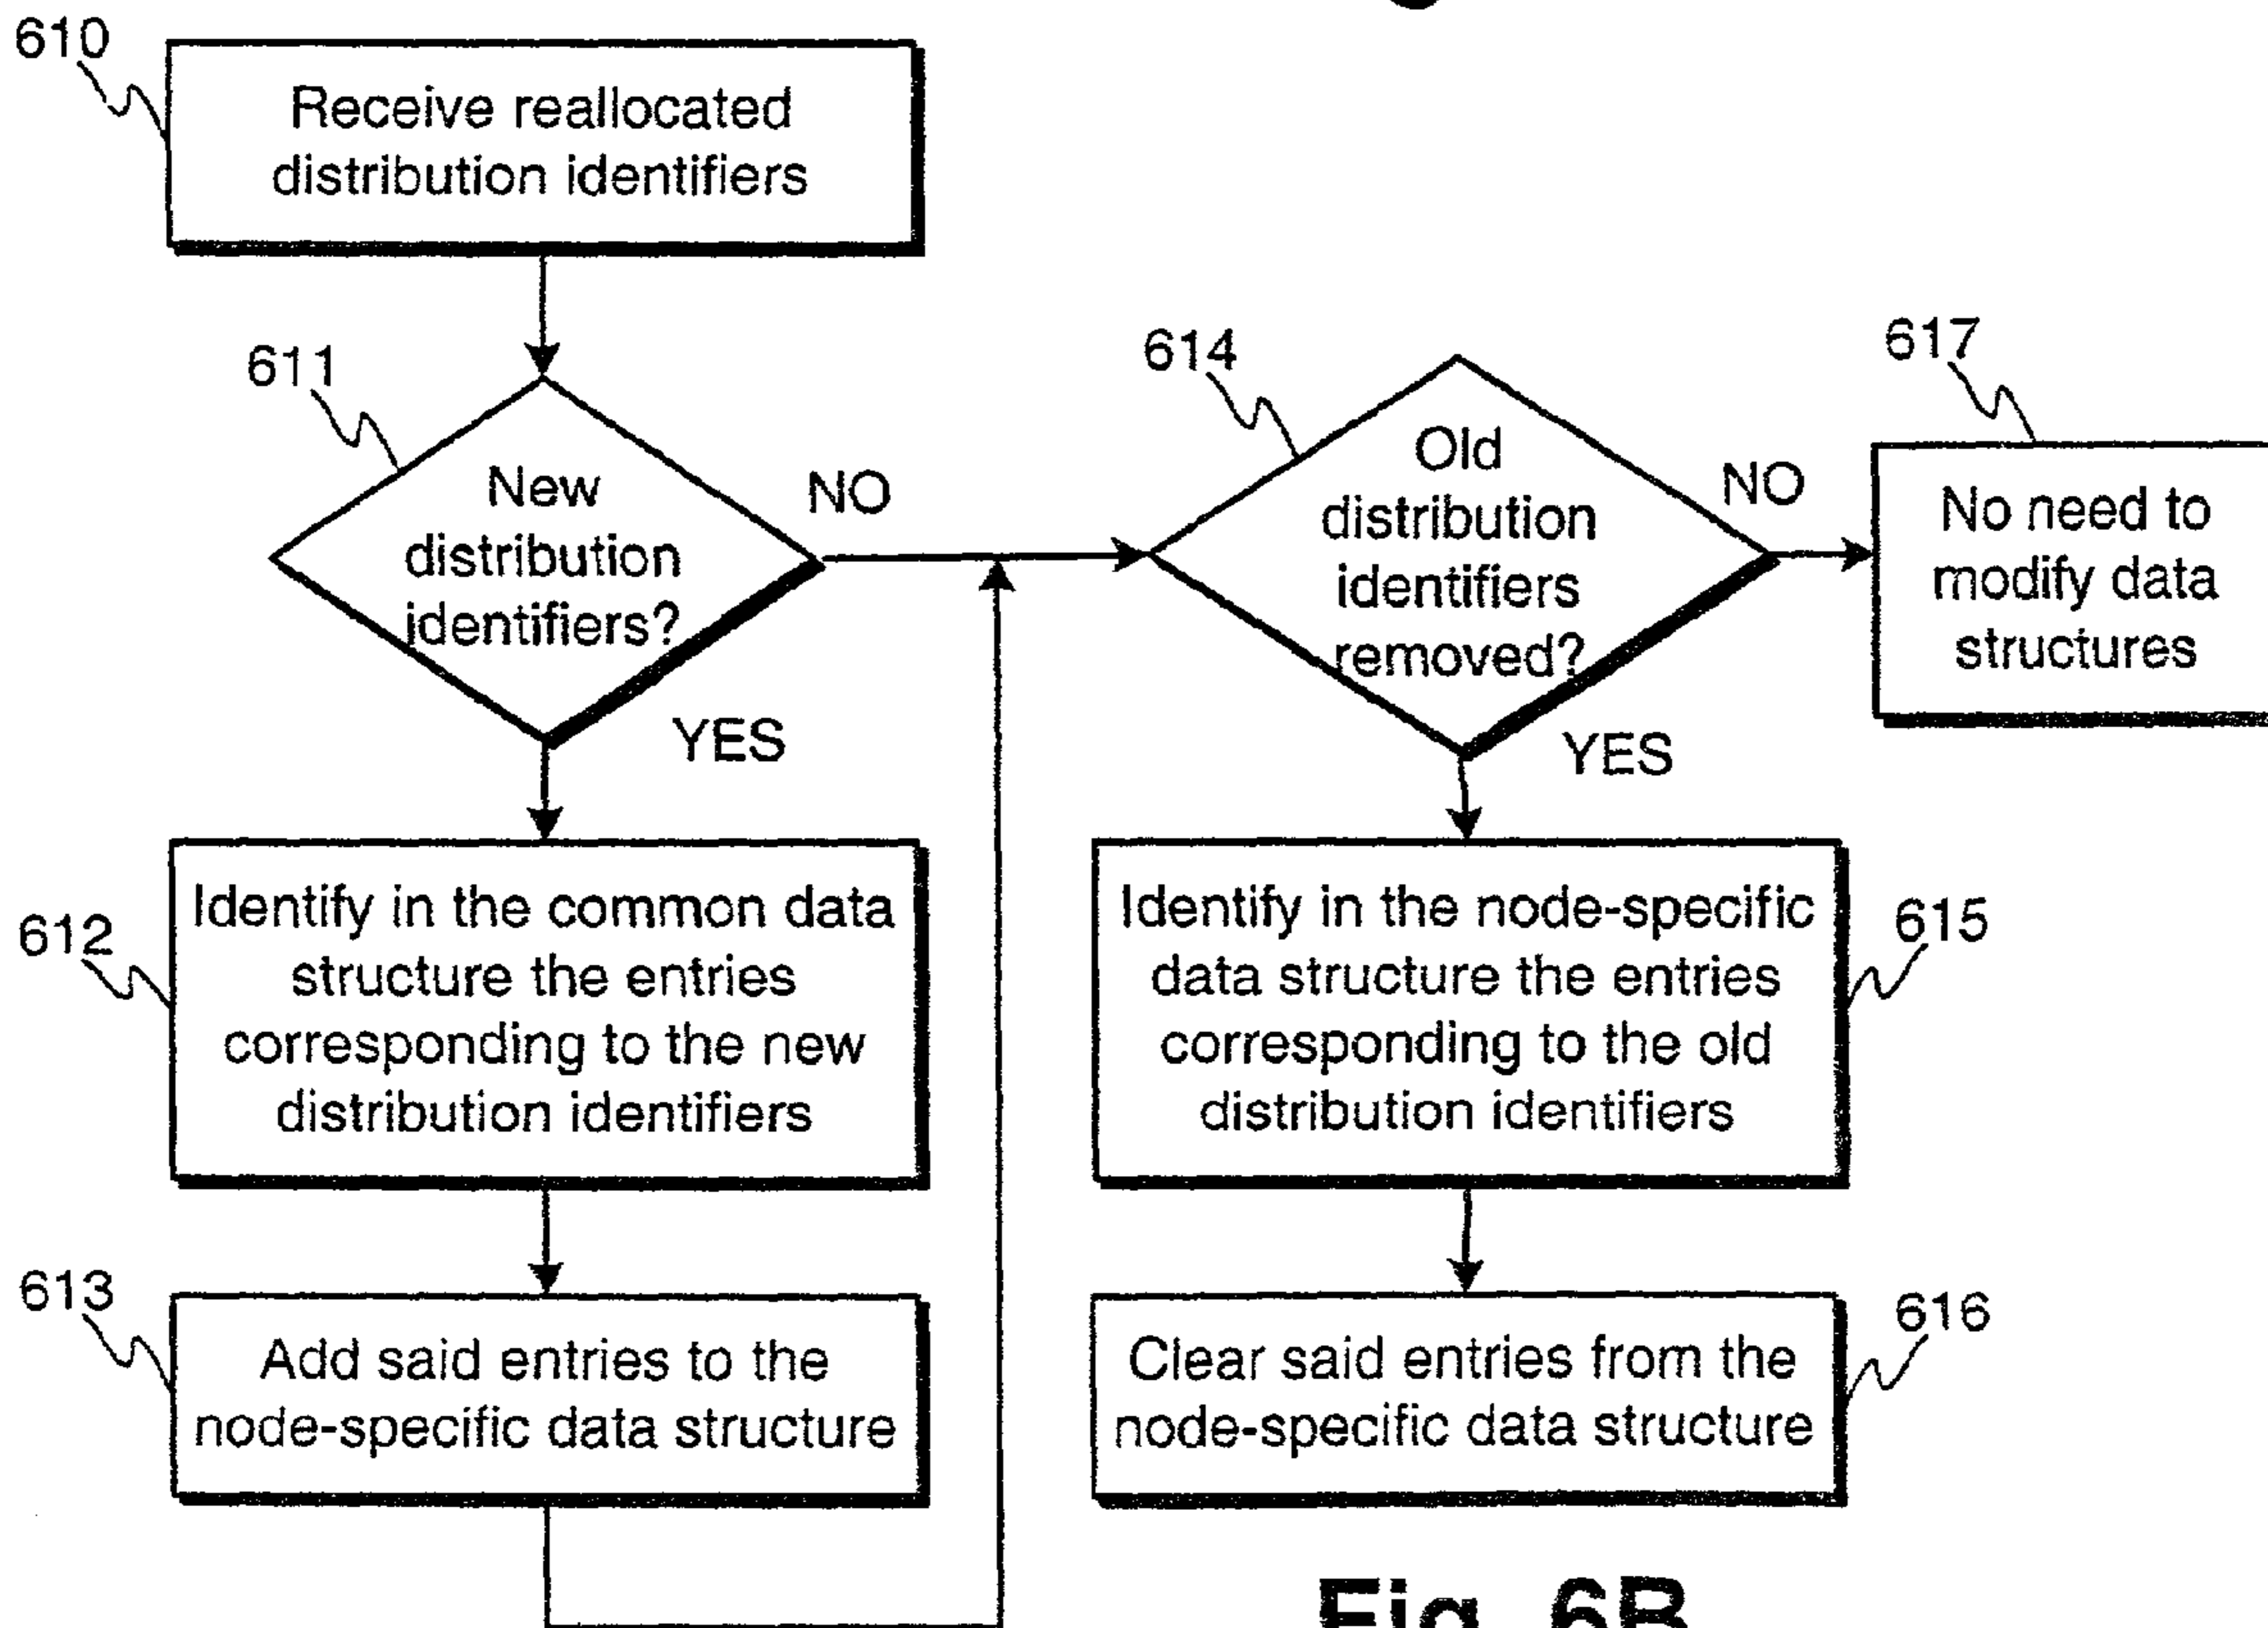 610
Receive reallocated
distribution identifiers
611
New
distribution
identifiers?
NO
YES
612
Identify in the common data
structure the entries
corresponding to the new
distribution identifiers
613
Add said entries to the
node-specific data structure
614
Old
distribution
identifiers
removed?
NO
YES
617
No need to
modify data
structures
615
Identify in the node-specific
data structure the entries
corresponding to the old
distribution identifiers
616
Clear said entries from the
node-specific data structure
Fig. 6B